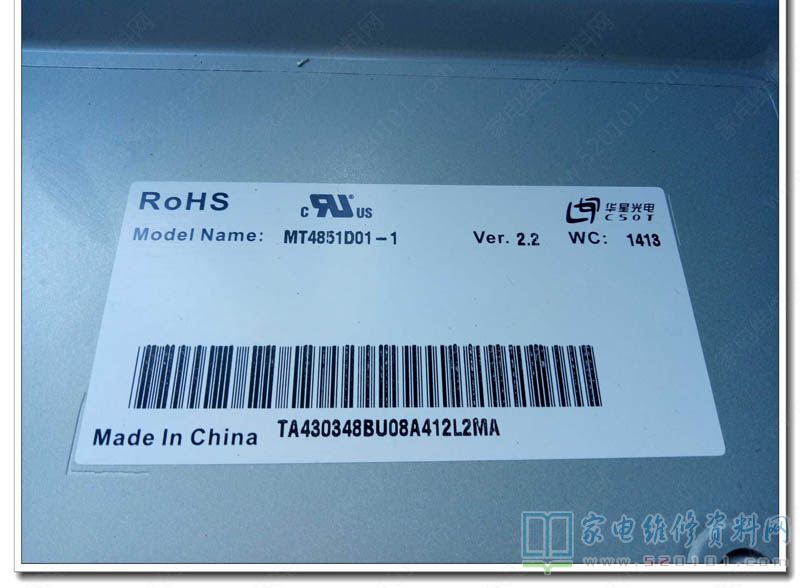 RoHS
c RU US
华星光电
CSOT
Model Name: MT4851D01-1 Ver. 2.2 WC: 1413
TA430348BU08A412L2MA
Made In China
家电维修资料网
www.520101.com